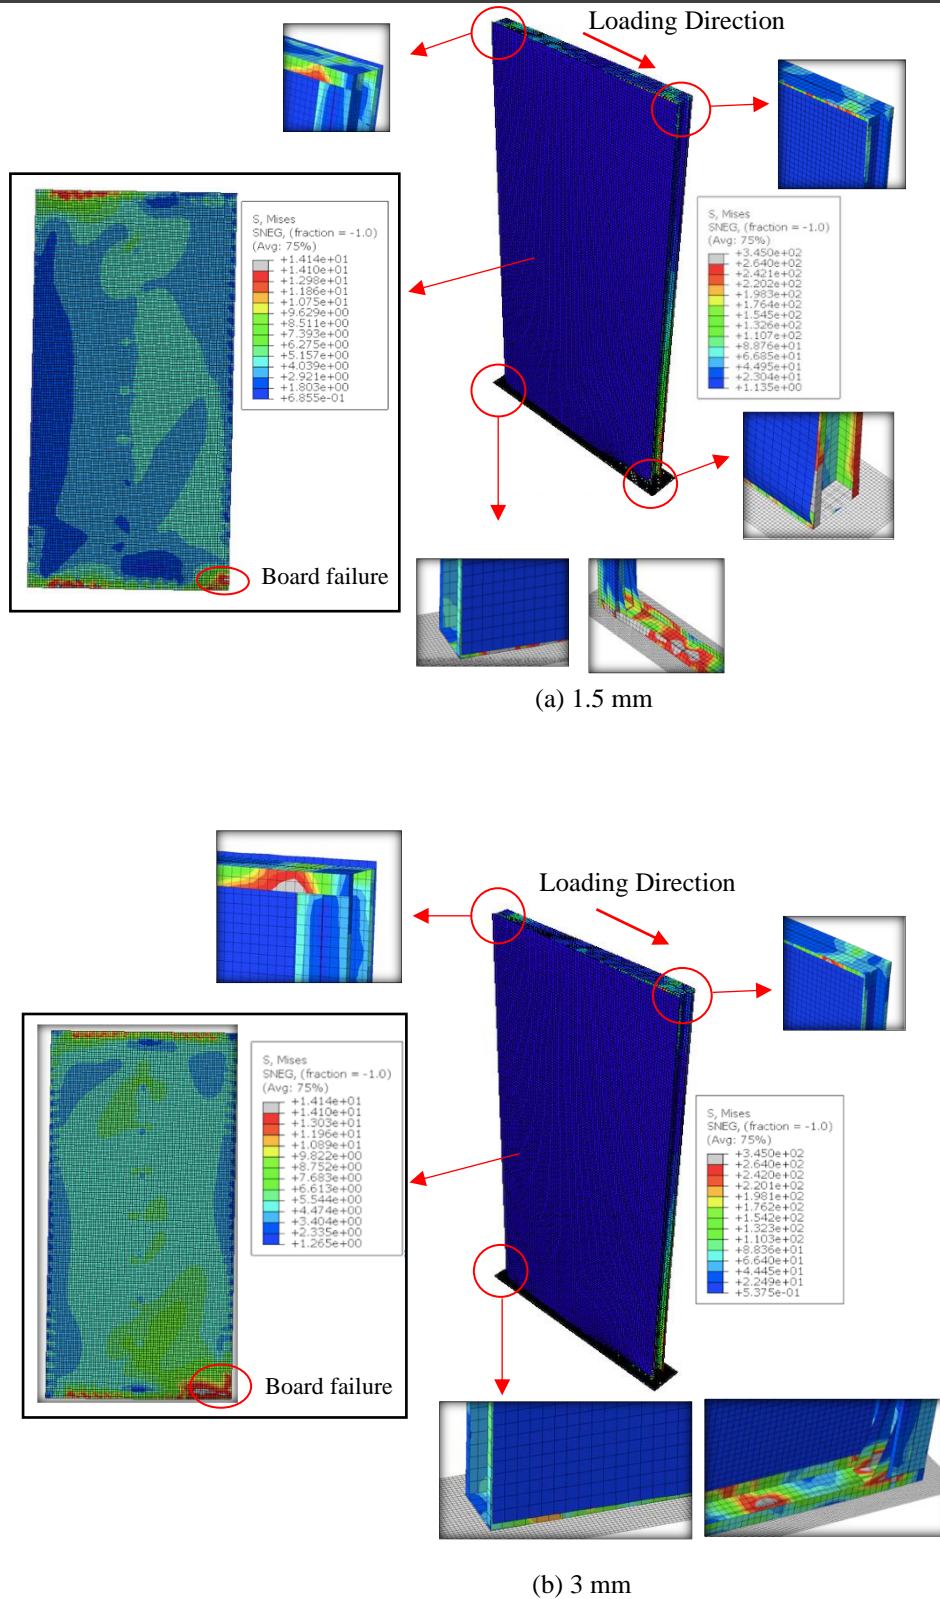 Loading Direction
S, Mises
SNEG, (fraction = -1.0)
(Avg: 75%)
+1.414e+01
+1.410e+01
+1.298e+01
+1.186e+01
+1.075e+01
+9.629e+00
+8.511e+00
+7.393e+00
+6.275e+00
+5.157e+00
+4.039e+00
+2.921e+00
+1.803e+00
+6.855e-01
S, Mises
SNEG, (fraction = -1.0)
(Avg: 75%)
+3.450e+02
+2.640e+02
+2.421e+02
+2.202e+02
+1.983e+02
+1.764e+02
+1.545e+02
+1.326e+02
+1.107e+02
+8.876e+01
+6.685e+01
+4.495e+01
+2.304e+01
+1.135e+00
Board failure
(a) 1.5 mm
Loading Direction
S, Mises
SNEG, (fraction = -1.0)
(Avg: 75%)
+1.414e+01
+1.410e+01
+1.303e+01
+1.196e+01
+1.089e+01
+9.822e+00
+8.752e+00
+7.683e+00
+6.613e+00
+5.544e+00
+4.474e+00
+3.404e+00
+2.335e+00
+1.265e+00
S, Mises
SNEG, (fraction = -1.0)
(Avg: 75%)
+3.450e+02
+2.640e+02
+2.420e+02
+2.201e+02
+1.981e+02
+1.762e+02
+1.542e+02
+1.323e+02
+1.103e+02
+8.836e+01
+6.640e+01
+4.445e+01
+2.249e+01
+5.375e-01
Board failure
(b) 3 mm